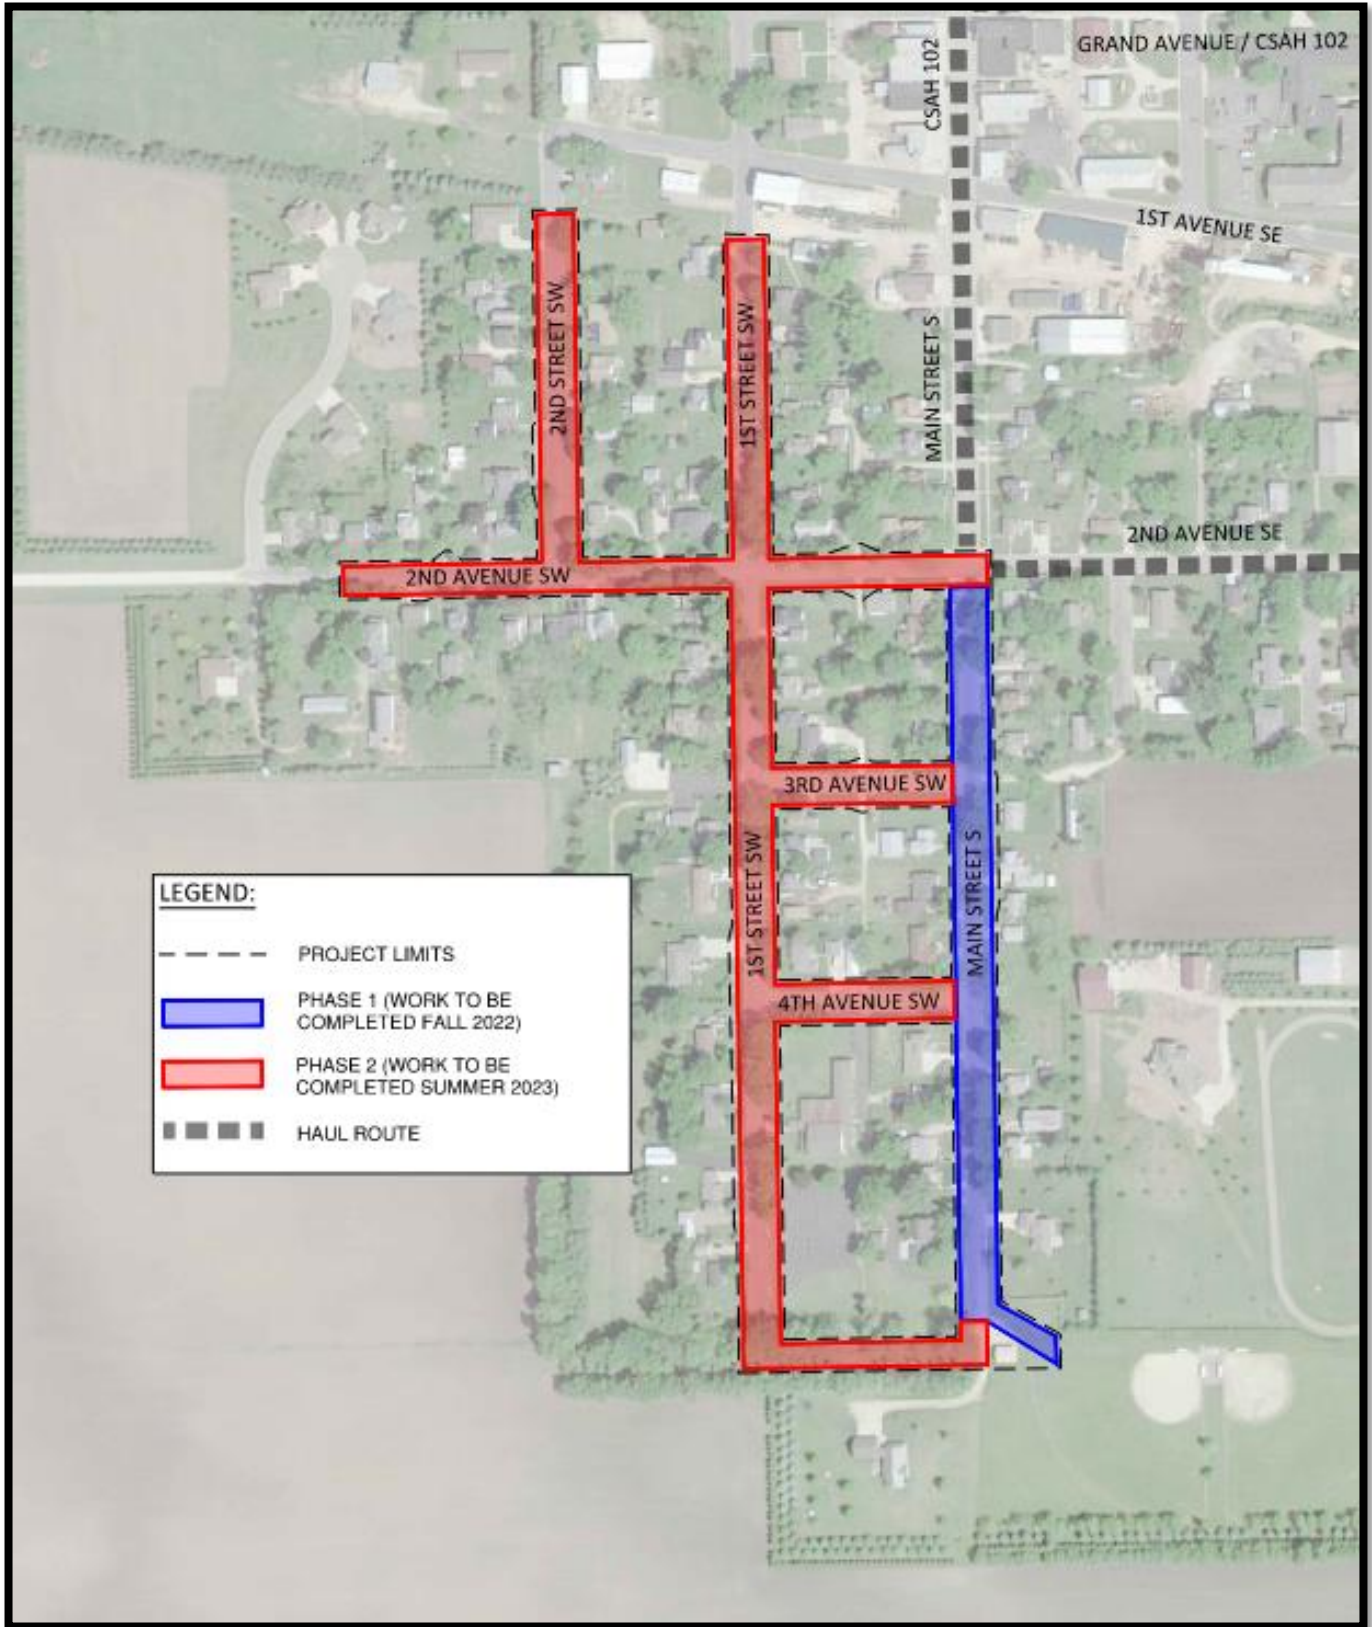 GRAND AVENUE / CSAH 102
CSAH 102
1ST AVENUE SE
2ND STREET SW
1ST STREET SW
MAIN STREET S
2ND AVENUE SE
2ND AVENUE SW
3RD AVENUE SW
1ST STREET SW
MAIN STREET S
4TH AVENUE SW
LEGEND:
PROJECT LIMITS
PHASE 1 (WORK TO BE
COMPLETED FALL 2022)
PHASE 2 (WORK TO BE
COMPLETED SUMMER 2023)
HAUL ROUTE